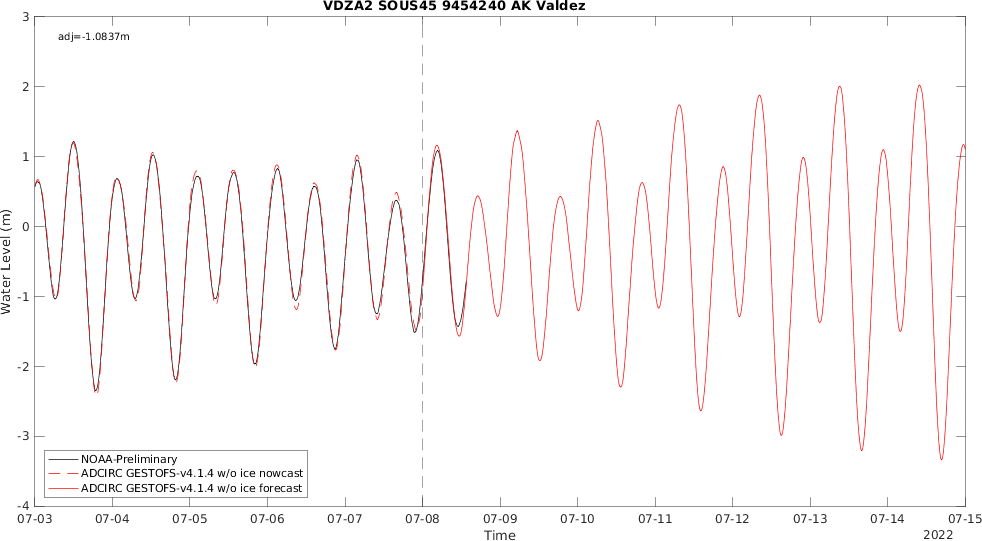 VDZA2 SOUS45 9454240 AK Valdez
adj=-1.0837m
Water Level (m)
3
2
1
0
-1
-2
-3
-4
NOAA-Preliminary
ADCIRC GESTOFS-v4.1.4 w/o ice nowcast
ADCIRC GESTOFS-v4.1.4 w/o ice forecast
07-03 07-04 07-05 07-06 07-07 07-08 07-09 07-10 07-11 07-12 07-13 07-14 07-15
Time
2022